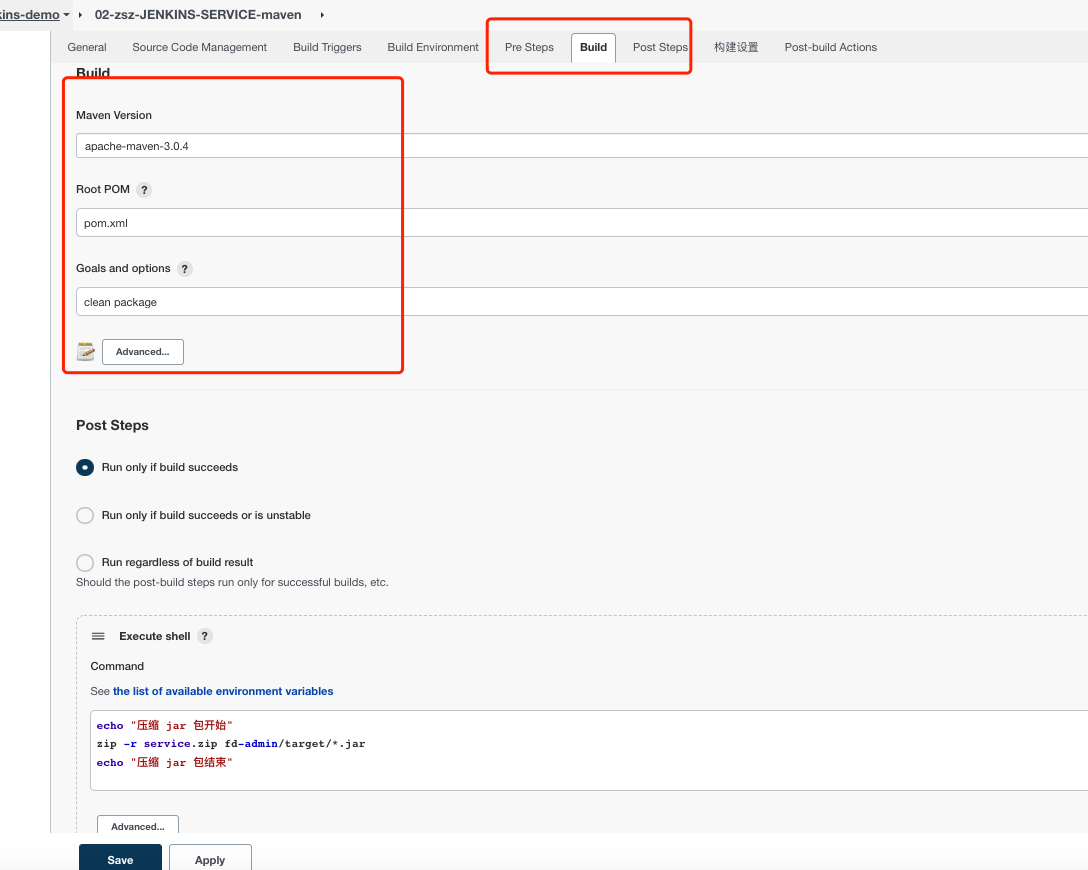 kins-demo 02-zsz-JENKINS-SERVICE-maven
General Source Code Management Build Triggers Build Environment Pre Steps Build Post Steps 构建设置 Post-build Actions
Build
Maven Version
apache-maven-3.0.4
Root POM ?
pom.xml
Goals and options ?
clean package
Advanced...
Post Steps
Run only if build succeeds
Run only if build succeeds or is unstable
Run regardless of build result
Should the post-build steps run only for successful builds, etc.
Execute shell ?
Command
See the list of available environment variables
echo "压缩 jar 包开始"
zip -r service.zip fd-admin/target/*.jar
echo "压缩 jar 包结束"
Advanced...
Save Apply